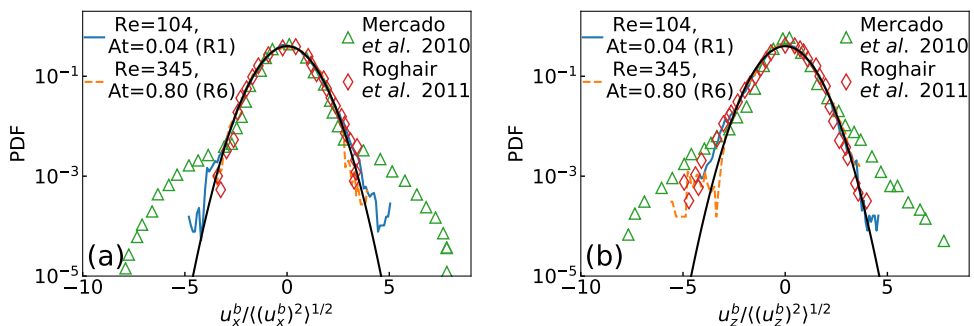 Re=104,
At=0.04 (R1)
Re=345,
At=0.80 (R6)
Mercado
et al. 2010
Roghair
et al. 2011
PDF
10⁻¹
10⁻³
10⁻⁵
(a)
−10 −5 0 5
u_x^b/⟨(u_x^b)²⟩^{1/2}
Re=104,
At=0.04 (R1)
Re=345,
At=0.80 (R6)
Mercado
et al. 2010
Roghair
et al. 2011
PDF
10⁻¹
10⁻³
10⁻⁵
(b)
−10 −5 0 5
u_z^b/⟨(u_z^b)²⟩^{1/2}